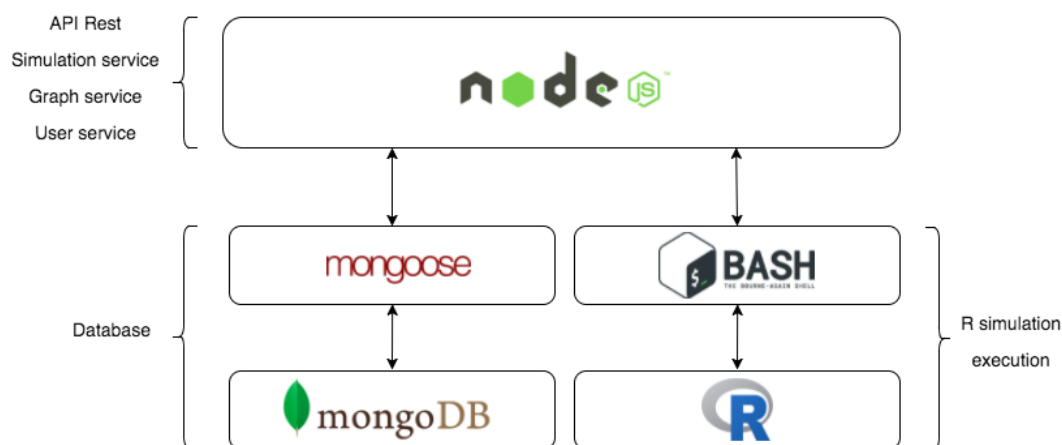 API Rest
Simulation service
Graph service
User service
node
JS
™
mongoose
$_
BASH
THE BOURNE-AGAIN SHELL
Database
R simulation
execution
mongoDB
R